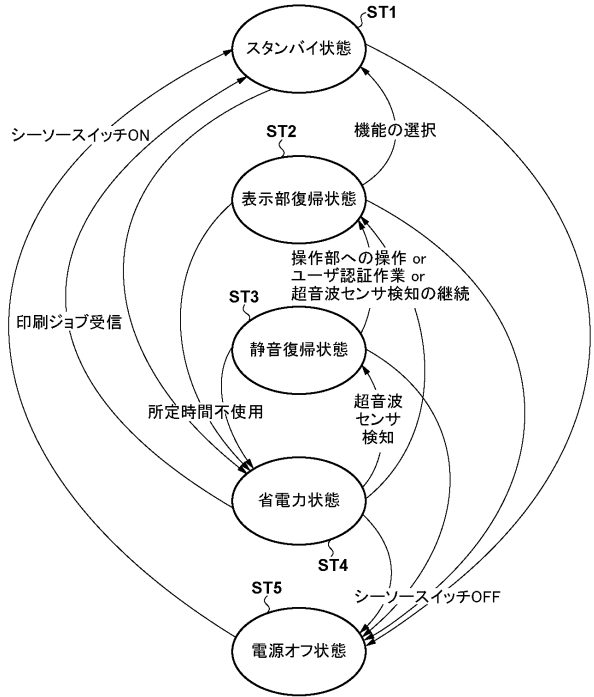 ST1
スタンバイ状態
シーソースイッチON
機能の選択
ST2
表示部復帰状態
操作部への操作 or
ユーザ認証作業 or
超音波センサ検知の継続
ST3
印刷ジョブ受信
静音復帰状態
所定時間不使用
超音波
センサ
検知
省電力状態
ST4
ST5
シーソースイッチOFF
電源オフ状態